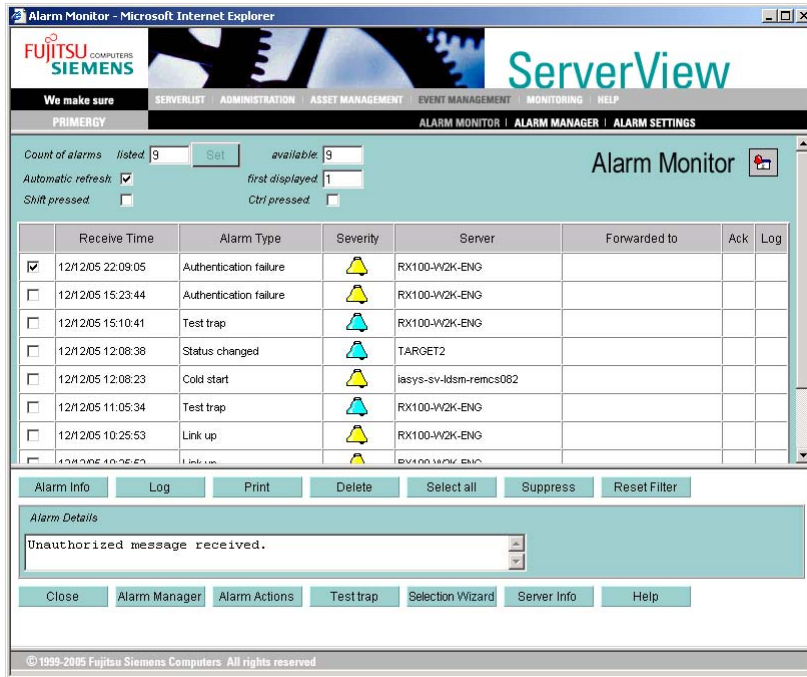 Alarm Monitor - Microsoft Internet Explorer
FUJITSU COMPUTERS
SIEMENS
ServerView
We make sure
SERVERLIST | ADMINISTRATION | ASSET MANAGEMENT | EVENT MANAGEMENT | MONITORING | HELP
PRIMERGY
ALARM MONITOR | ALARM MANAGER | ALARM SETTINGS
Count of alarms listed: 9 Set available: 9
Automatic refresh: first displayed: 1
Shift pressed: Ctrl pressed:
Alarm Monitor
Receive Time Alarm Type Severity Server Forwarded to Ack Log
12/12/05 22:09:05 Authentication failure RX100-W2K-ENG
12/12/05 15:23:44 Authentication failure RX100-W2K-ENG
12/12/05 15:10:41 Test trap RX100-W2K-ENG
12/12/05 12:08:38 Status changed TARGET2
12/12/05 12:08:23 Cold start iasys-sv-ldsm-remcs082
12/12/05 11:05:34 Test trap RX100-W2K-ENG
12/12/05 10:25:53 Link up RX100-W2K-ENG
Link up RX100-W2K-ENG
Alarm Info Log Print Delete Select all Suppress Reset Filter
Alarm Details
Unauthorized message received.
Close Alarm Manager Alarm Actions Test trap Selection Wizard Server Info Help
© 1999-2005 Fujitsu Siemens Computers All rights reserved